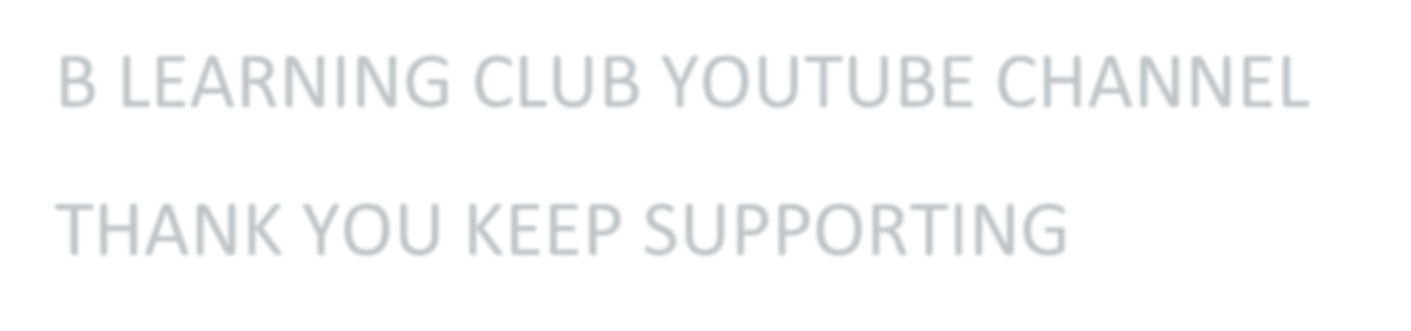 B LEARNING CLUB YOUTUBE CHANNEL
THANK YOU KEEP SUPPORTING